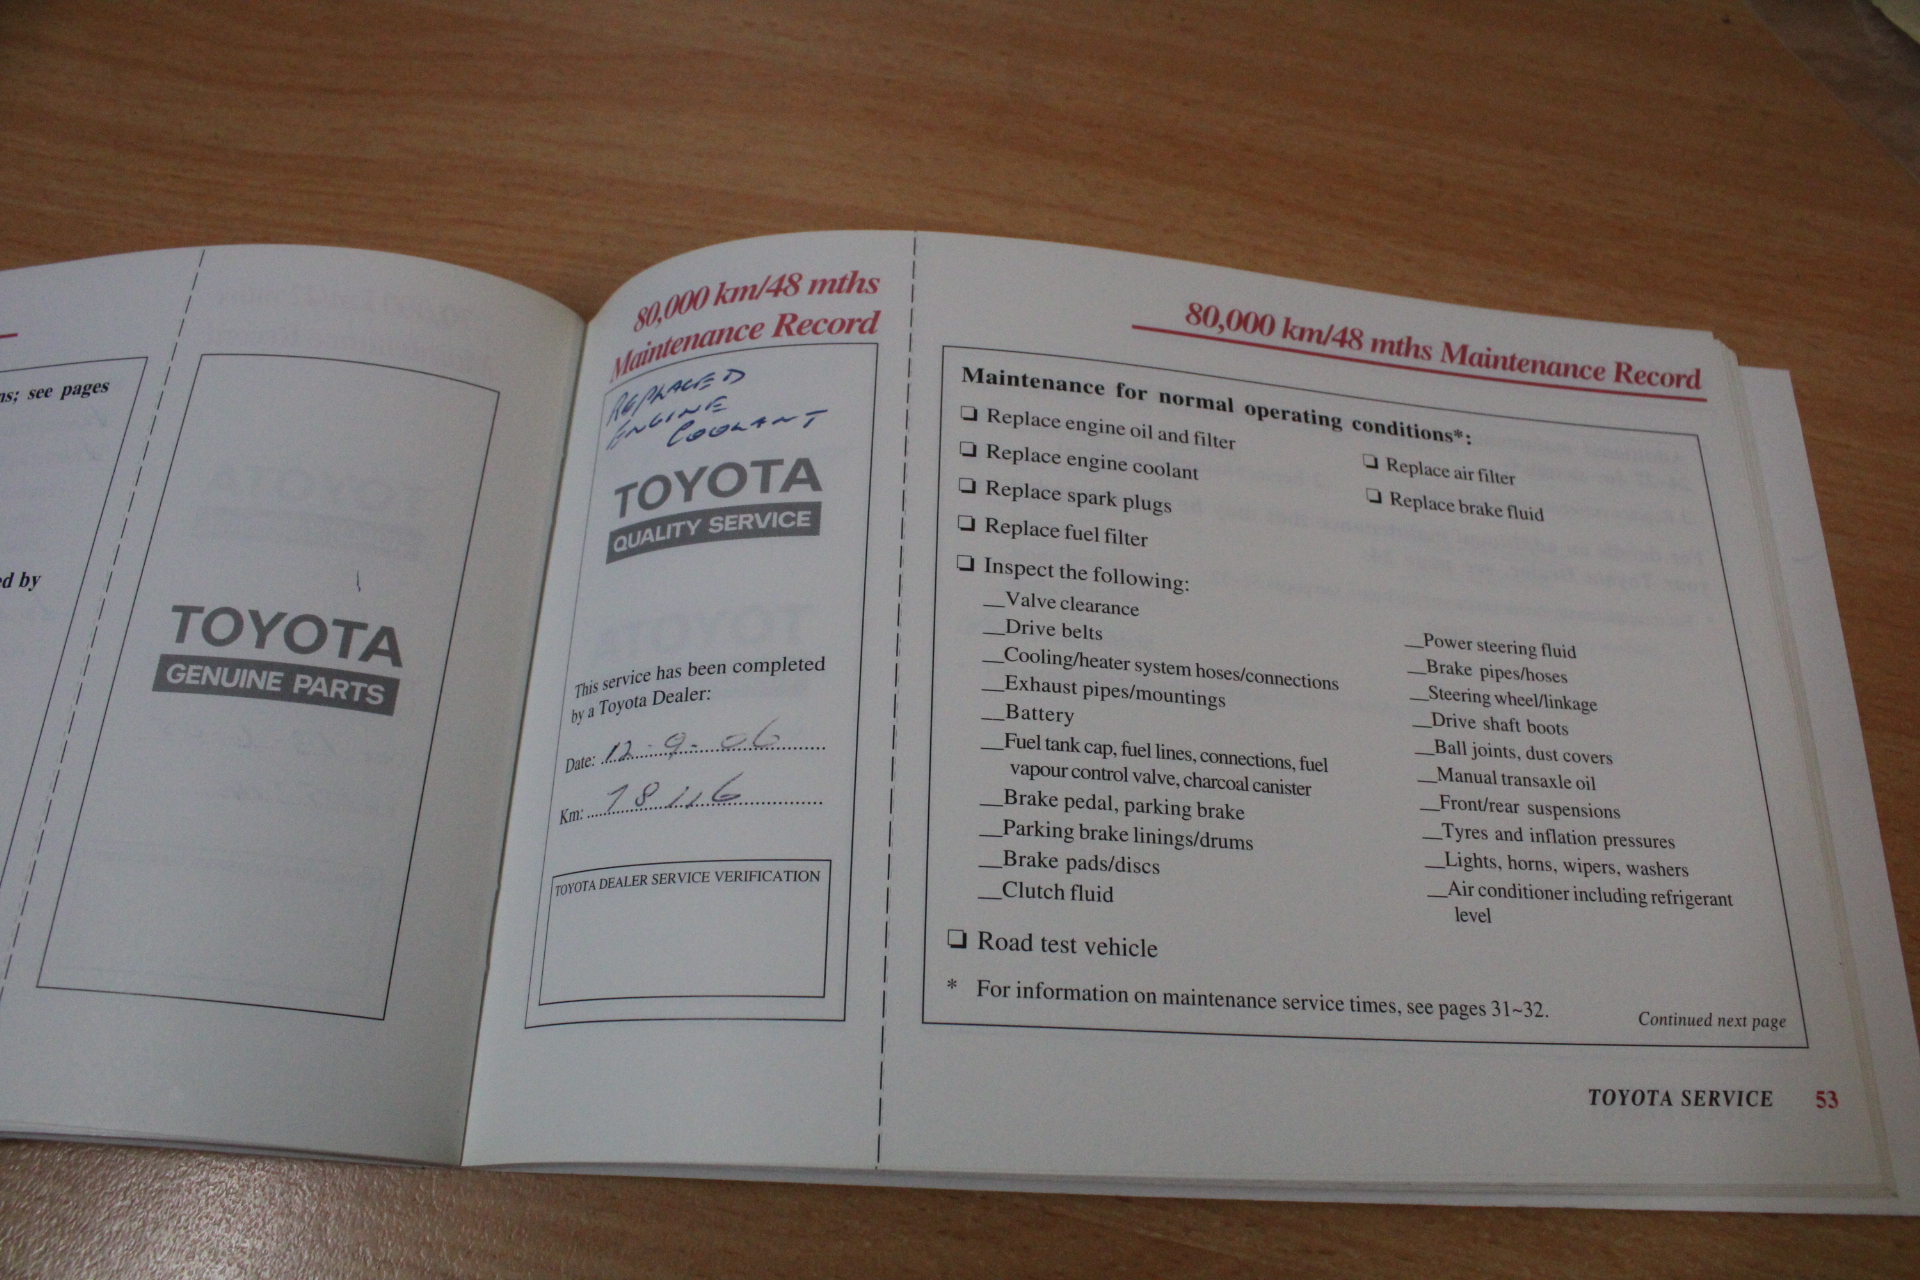 ns; see pages
ed by
TOYOTA
GENUINE PARTS
80,000 km/48 mths
Maintenance Record
REPLACED
ENGINE
COOLANT
TOYOTA
QUALITY SERVICE
This service has been completed
by a Toyota Dealer:
Date: 12-9-06
Km: 78116
TOYOTA DEALER SERVICE VERIFICATION
80,000 km/48 mths Maintenance Record
Maintenance for normal operating conditions*:
Replace engine oil and filter
Replace engine coolant
Replace spark plugs
Replace fuel filter
Replace air filter
Replace brake fluid
Inspect the following:
Valve clearance
Drive belts
Cooling/heater system hoses/connections
Exhaust pipes/mountings
Battery
Fuel tank cap, fuel lines, connections, fuel
vapour control valve, charcoal canister
Brake pedal, parking brake
Parking brake linings/drums
Brake pads/discs
Clutch fluid
Power steering fluid
Brake pipes/hoses
Steering wheel/linkage
Drive shaft boots
Ball joints, dust covers
Manual transaxle oil
Front/rear suspensions
Tyres and inflation pressures
Lights, horns, wipers, washers
Air conditioner including refrigerant
level
Road test vehicle
* For information on maintenance service times, see pages 31~32.
Continued next page
TOYOTA SERVICE 53